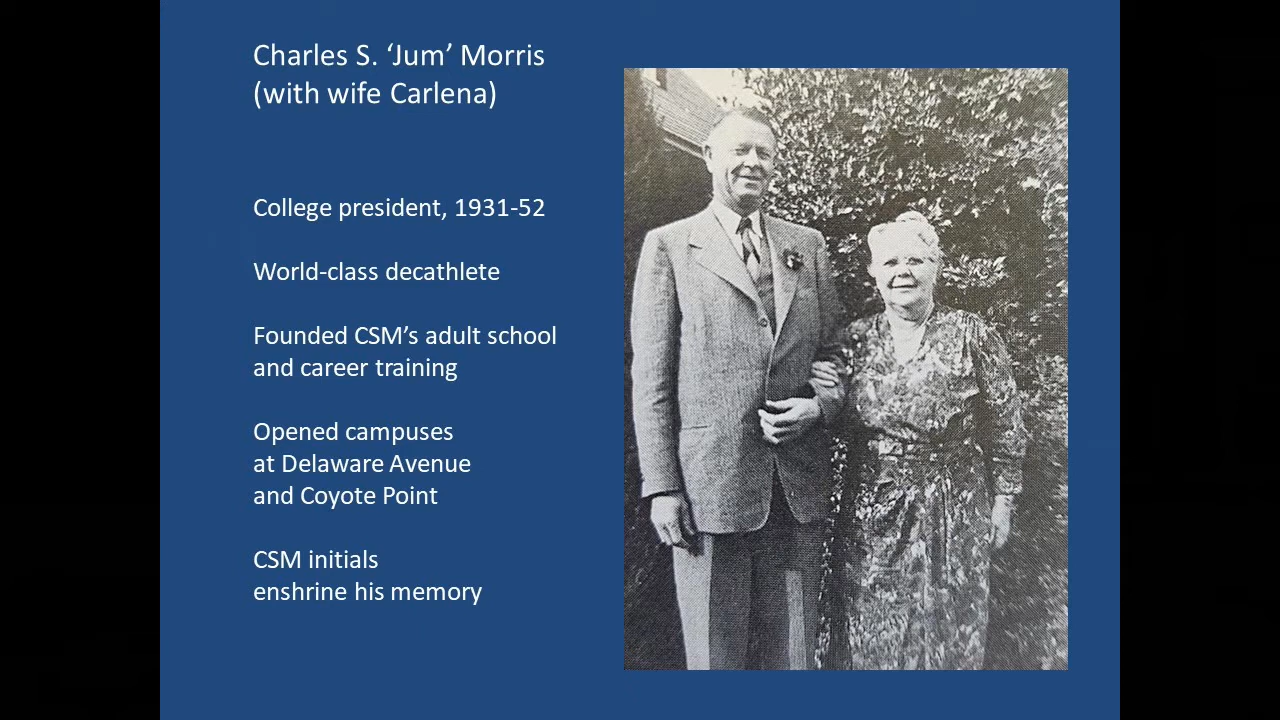 Charles S. ‘Jum’ Morris
(with wife Carlena)
College president, 1931-52
World-class decathlete
Founded CSM’s adult school
and career training
Opened campuses
at Delaware Avenue
and Coyote Point
CSM initials
enshrine his memory